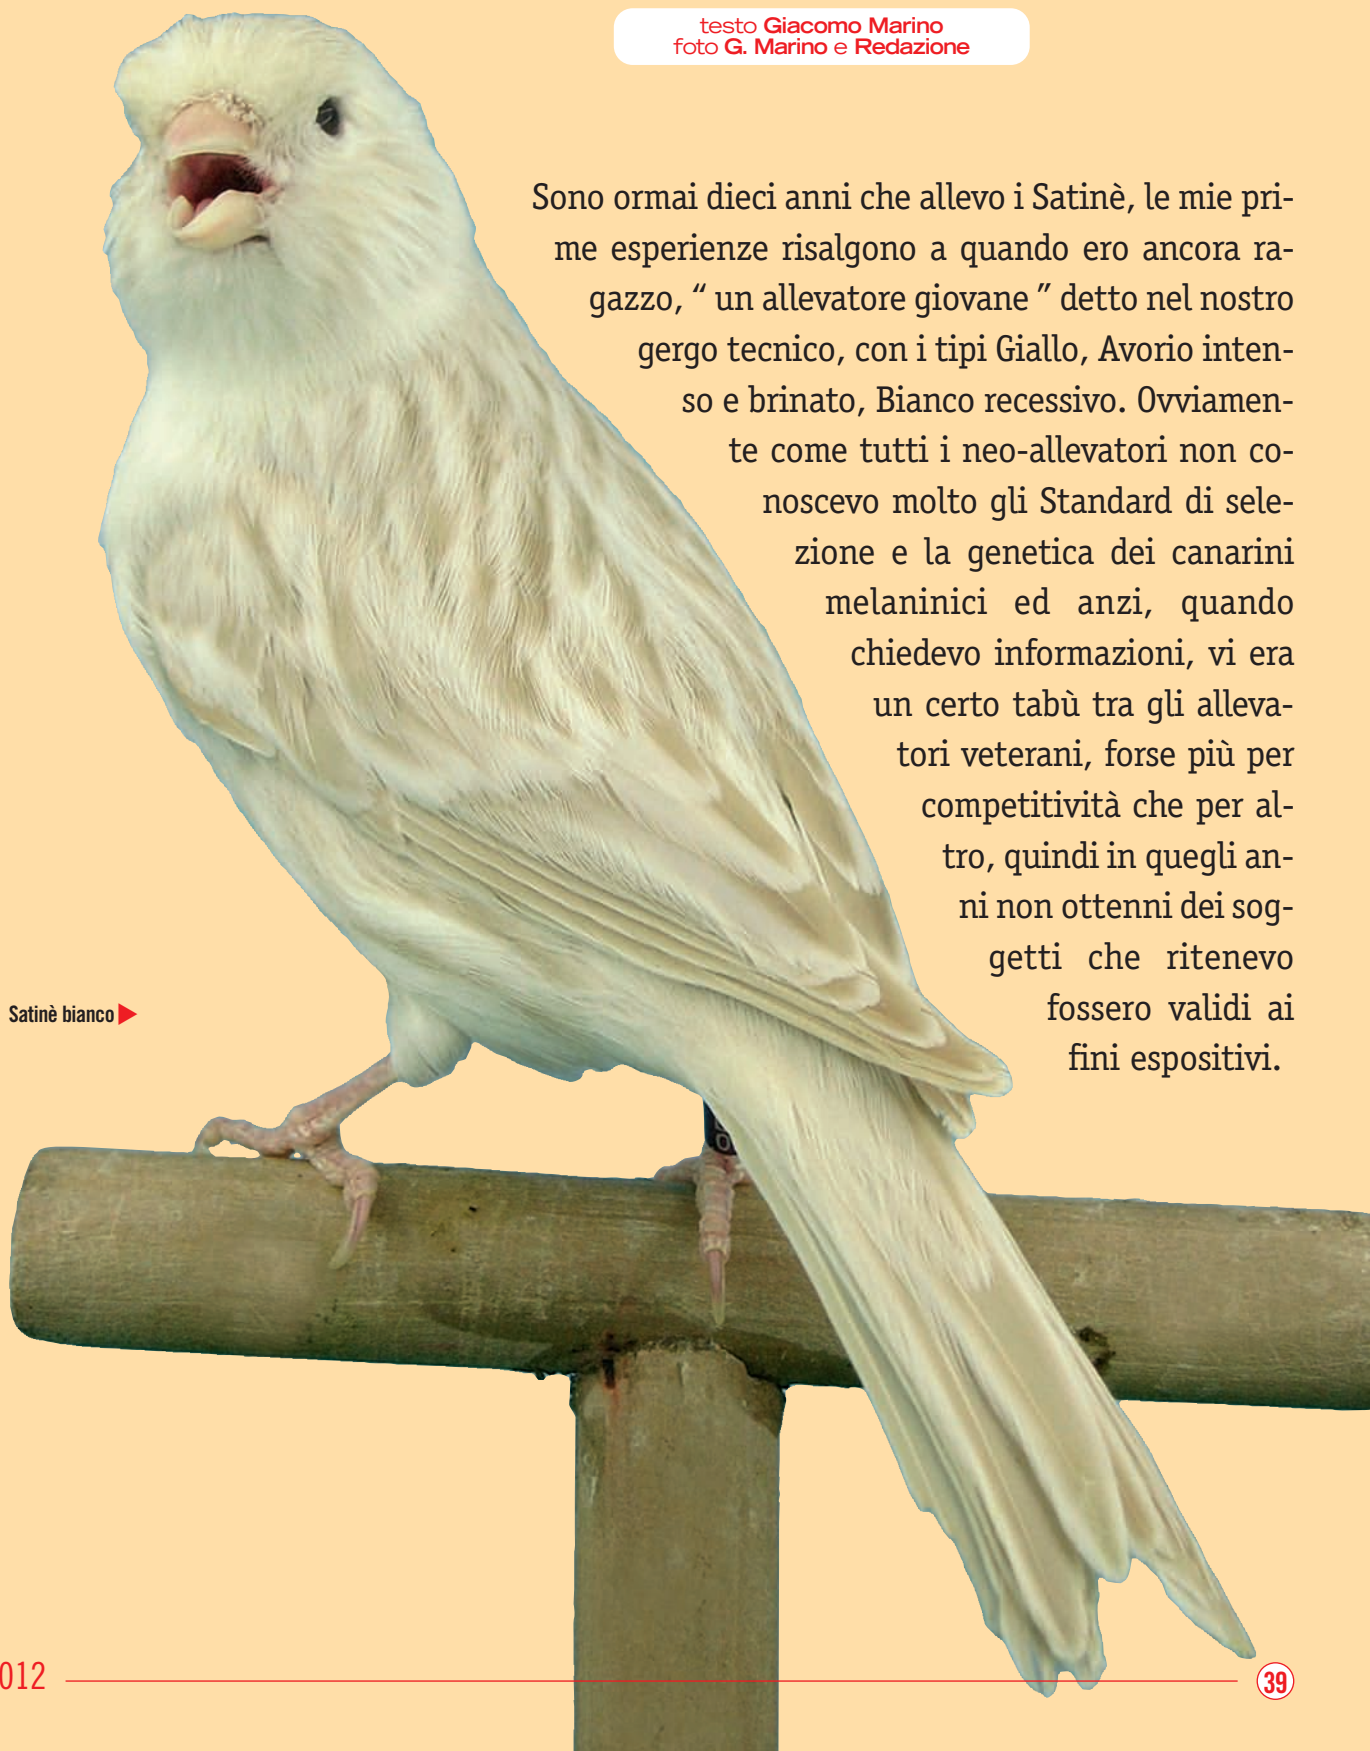 testo Giacomo Marino
foto G. Marino e Redazione
Sono ormai dieci anni che allevo i Satinè, le mie pri-
me esperienze risalgono a quando ero ancora ra-
gazzo, “ un allevatore giovane ” detto nel nostro
gergo tecnico, con i tipi Giallo, Avorio inten-
so e brinato, Bianco recessivo. Ovviamen-
te come tutti i neo-allevatori non co-
noscevo molto gli Standard di sele-
zione e la genetica dei canarini
melaninici ed anzi, quando
chiedevo informazioni, vi era
un certo tabù tra gli alleva-
tori veterani, forse più per
competitività che per al-
tro, quindi in quegli an-
ni non ottenni dei sog-
getti che ritenevo
fossero validi ai
fini espositivi.
Satinè bianco
012
39